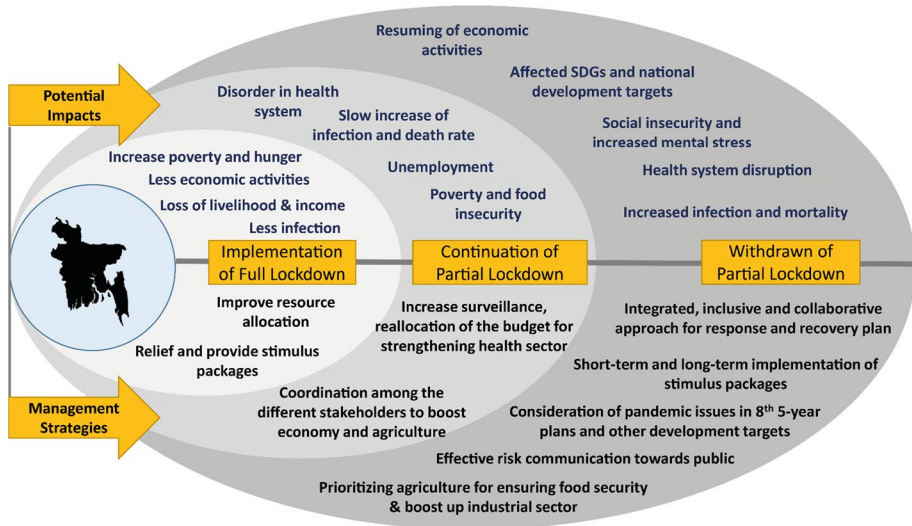 Potential
Impacts
Increase poverty and hunger
Less economic activities
Loss of livelihood & income
Less infection
Disorder in health
system
Slow increase of
infection and death rate
Unemployment
Poverty and food
insecurity
Resuming of economic
activities
Affected SDGs and national
development targets
Social insecurity and
increased mental stress
Health system disruption
Increased infection and mortality
Implementation
of Full Lockdown
Continuation of
Partial Lockdown
Withdrawn of
Partial Lockdown
Management
Strategies
Improve resource
allocation
Relief and provide stimulus
packages
Increase surveillance,
reallocation of the budget for
strengthening health sector
Coordination among the
different stakeholders to boost
economy and agriculture
Integrated, inclusive and collaborative
approach for response and recovery plan
Short-term and long-term implementation of
stimulus packages
Consideration of pandemic issues in 8th 5-year
plans and other development targets
Effective risk communication towards public
Prioritizing agriculture for ensuring food security
& boost up industrial sector